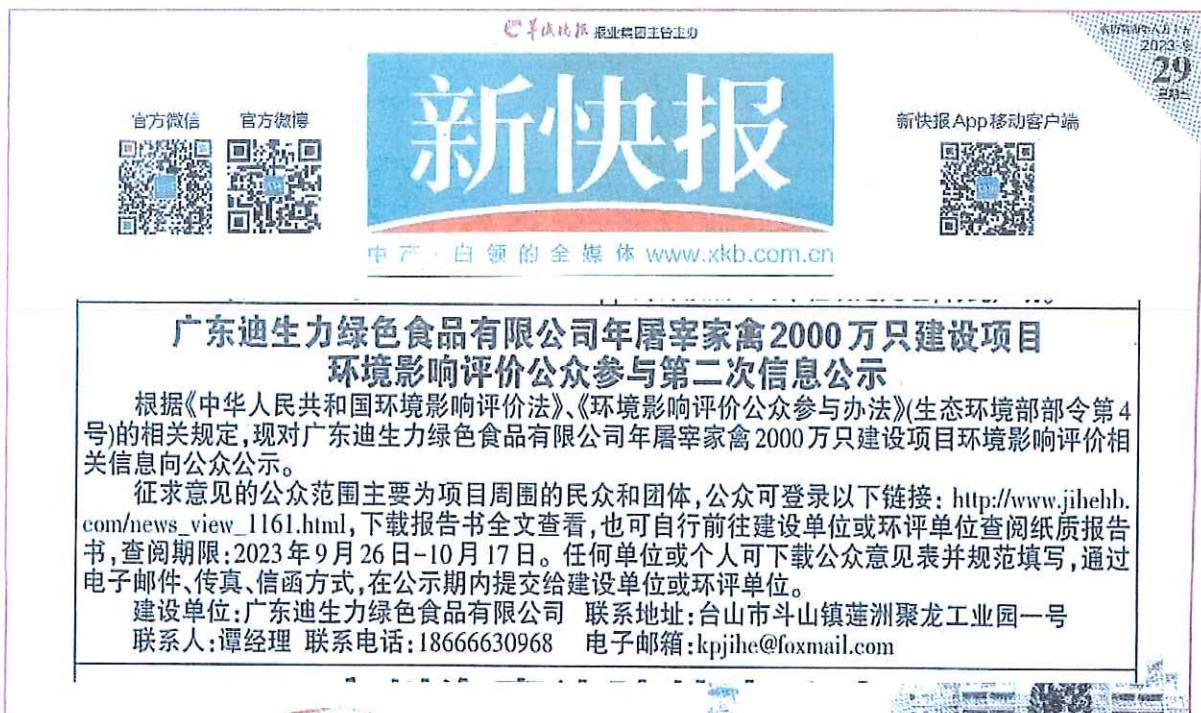 羊城晚报 报业集团主管主办
2023·9
29
官方微信 官方微博
新快报App移动客户端
新快报
中产·白领的全媒体 www.xkb.com.cn
广东迪生力绿色食品有限公司年屠宰家禽2000万只建设项目
环境影响评价公众参与第二次信息公示
根据《中华人民共和国环境影响评价法》、《环境影响评价公众参与办法》(生态环境部部令第4
号)的相关规定,现对广东迪生力绿色食品有限公司年屠宰家禽2000万只建设项目环境影响评价相
关信息向公众公示。
征求意见的公众范围主要为项目周围的民众和团体,公众可登录以下链接: http://www.jihehb.
com/news_view_1161.html,下载报告书全文查看,也可自行前往建设单位或环评单位查阅纸质报告
书,查阅期限:2023年9月26日-10月17日。任何单位或个人可下载公众意见表并规范填写,通过
电子邮件、传真、信函方式,在公示期内提交给建设单位或环评单位。
建设单位:广东迪生力绿色食品有限公司 联系地址:台山市斗山镇莲洲聚龙工业园一号
联系人:谭经理 联系电话:18666630968 电子邮箱:kpjihe@foxmail.com